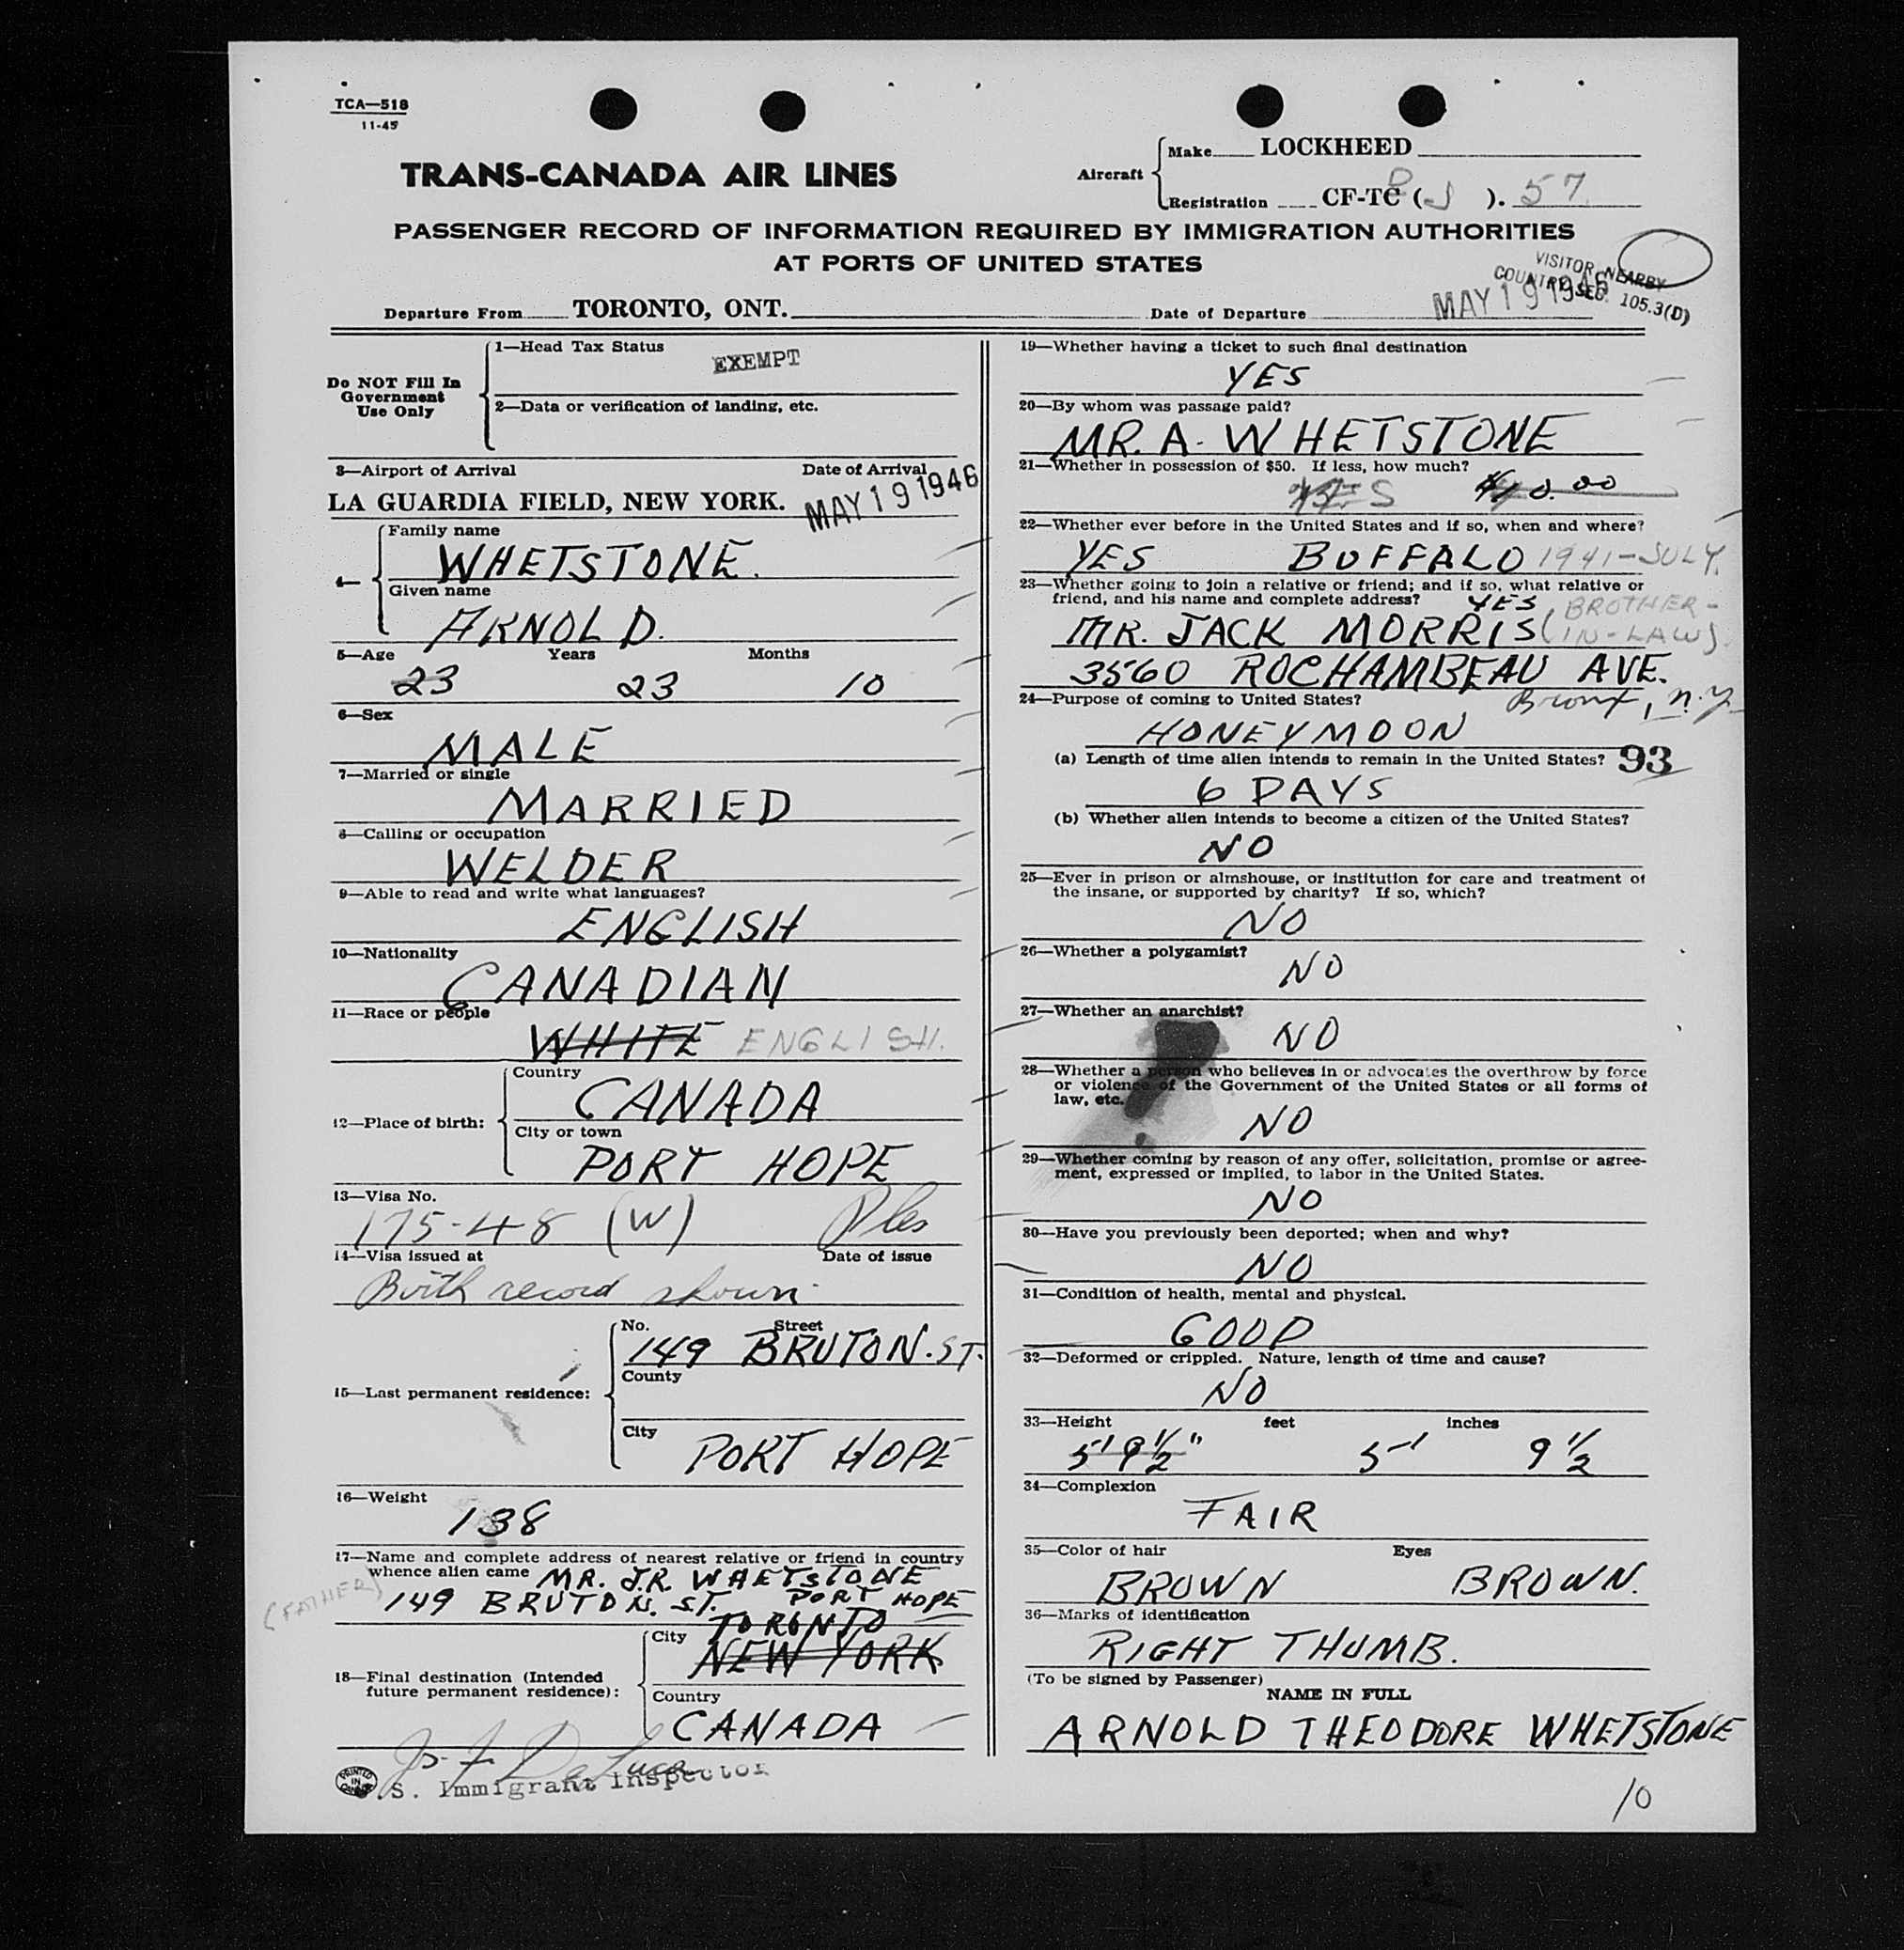 TCA—518
11-45
TRANS-CANADA AIR LINES
Aircraft
Make LOCKHEED
Registration CF-TC ( J ). 57
PASSENGER RECORD OF INFORMATION REQUIRED BY IMMIGRATION AUTHORITIES
AT PORTS OF UNITED STATES
VISITOR NEARBY
COUNTRY SEC. 105.3(D)
Departure From TORONTO, ONT. Date of Departure MAY 19 1946
Do NOT Fill In
Government
Use Only
1—Head Tax Status EXEMPT
2—Data or verification of landing, etc.
3—Airport of Arrival Date of Arrival
LA GUARDIA FIELD, NEW YORK. MAY 19 1946
4— Family name
WHETSTONE.
Given name
ARNOLD.
5—Age Years Months
23 23 10
6—Sex
MALE
7—Married or single
MARRIED
8—Calling or occupation
WELDER
9—Able to read and write what languages?
ENGLISH
10—Nationality
CANADIAN
11—Race or people
WHITE ENGLISH.
12—Place of birth:
Country
CANADA
City or town
PORT HOPE
13—Visa No.
175-48 (W)
14—Visa issued at Date of issue
Birth record shown
15—Last permanent residence:
No. Street
149 BRUTON. ST.
County
City
PORT HOPE
16—Weight
138
17—Name and complete address of nearest relative or friend in country
whence alien came MR. J.R. WHETSTONE
(FATHER) 149 BRUTON. ST. PORT HOPE
18—Final destination (Intended
future permanent residence):
City TORONTO
NEW YORK
Country
CANADA
Jos. F. De Luca
S. Immigrant Inspector
PRINTED IN CANADA
19—Whether having a ticket to such final destination
YES
20—By whom was passage paid?
MR. A. WHETSTONE
21—Whether in possession of $50. If less, how much?
YES $40.00
22—Whether ever before in the United States and if so, when and where?
YES BUFFALO 1941-JULY.
23—Whether going to join a relative or friend; and if so, what relative or
friend, and his name and complete address? YES
MR. JACK MORRIS (BROTHER-
IN-LAW).
3560 ROCHAMBEAU AVE.
Bronx, N.Y.
24—Purpose of coming to United States?
HONEYMOON
(a) Length of time alien intends to remain in the United States? 93
6 DAYS
(b) Whether alien intends to become a citizen of the United States?
NO
25—Ever in prison or almshouse, or institution for care and treatment of
the insane, or supported by charity? If so, which?
NO
26—Whether a polygamist?
NO
27—Whether an anarchist?
NO
28—Whether a person who believes in or advocates the overthrow by force
or violence of the Government of the United States or all forms of
law, etc.
NO
29—Whether coming by reason of any offer, solicitation, promise or agree-
ment, expressed or implied, to labor in the United States.
NO
30—Have you previously been deported; when and why?
NO
31—Condition of health, mental and physical.
GOOD
32—Deformed or crippled. Nature, length of time and cause?
NO
33—Height feet inches
5' 9 1/2" 5' 9 1/2
34—Complexion
FAIR
35—Color of hair Eyes
BROWN BROWN.
36—Marks of identification
RIGHT THUMB.
(To be signed by Passenger)
NAME IN FULL
ARNOLD THEODORE WHETSTONE
10